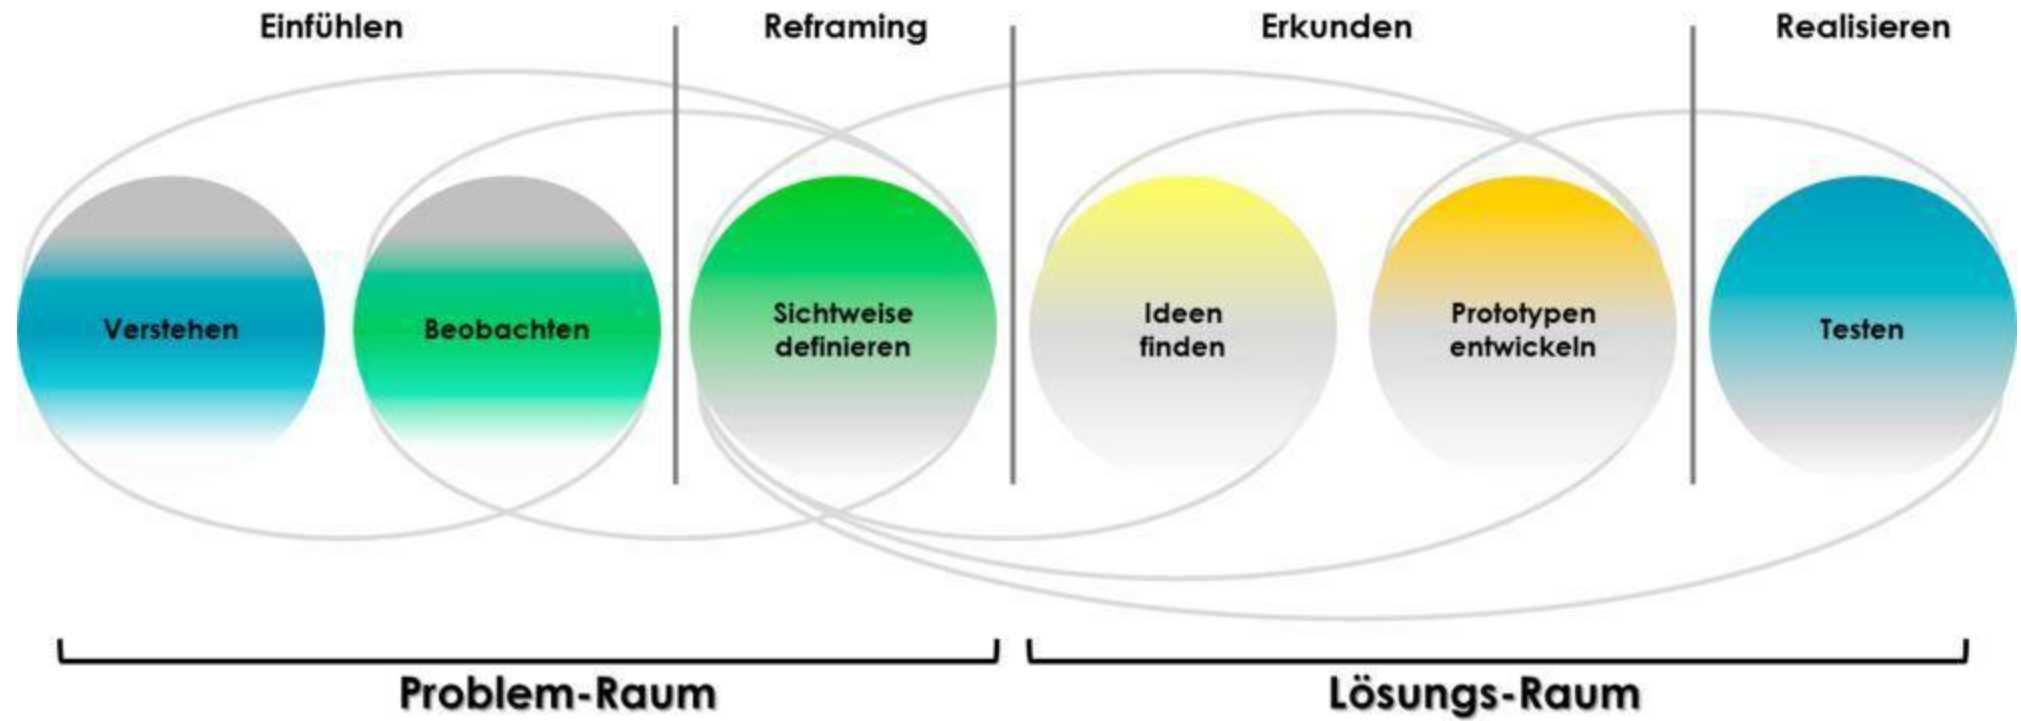 Einfühlen
Reframing
Erkunden
Realisieren
Verstehen
Beobachten
Sichtweise
definieren
Ideen
finden
Prototypen
entwickeln
Testen
Problem-Raum
Lösungs-Raum